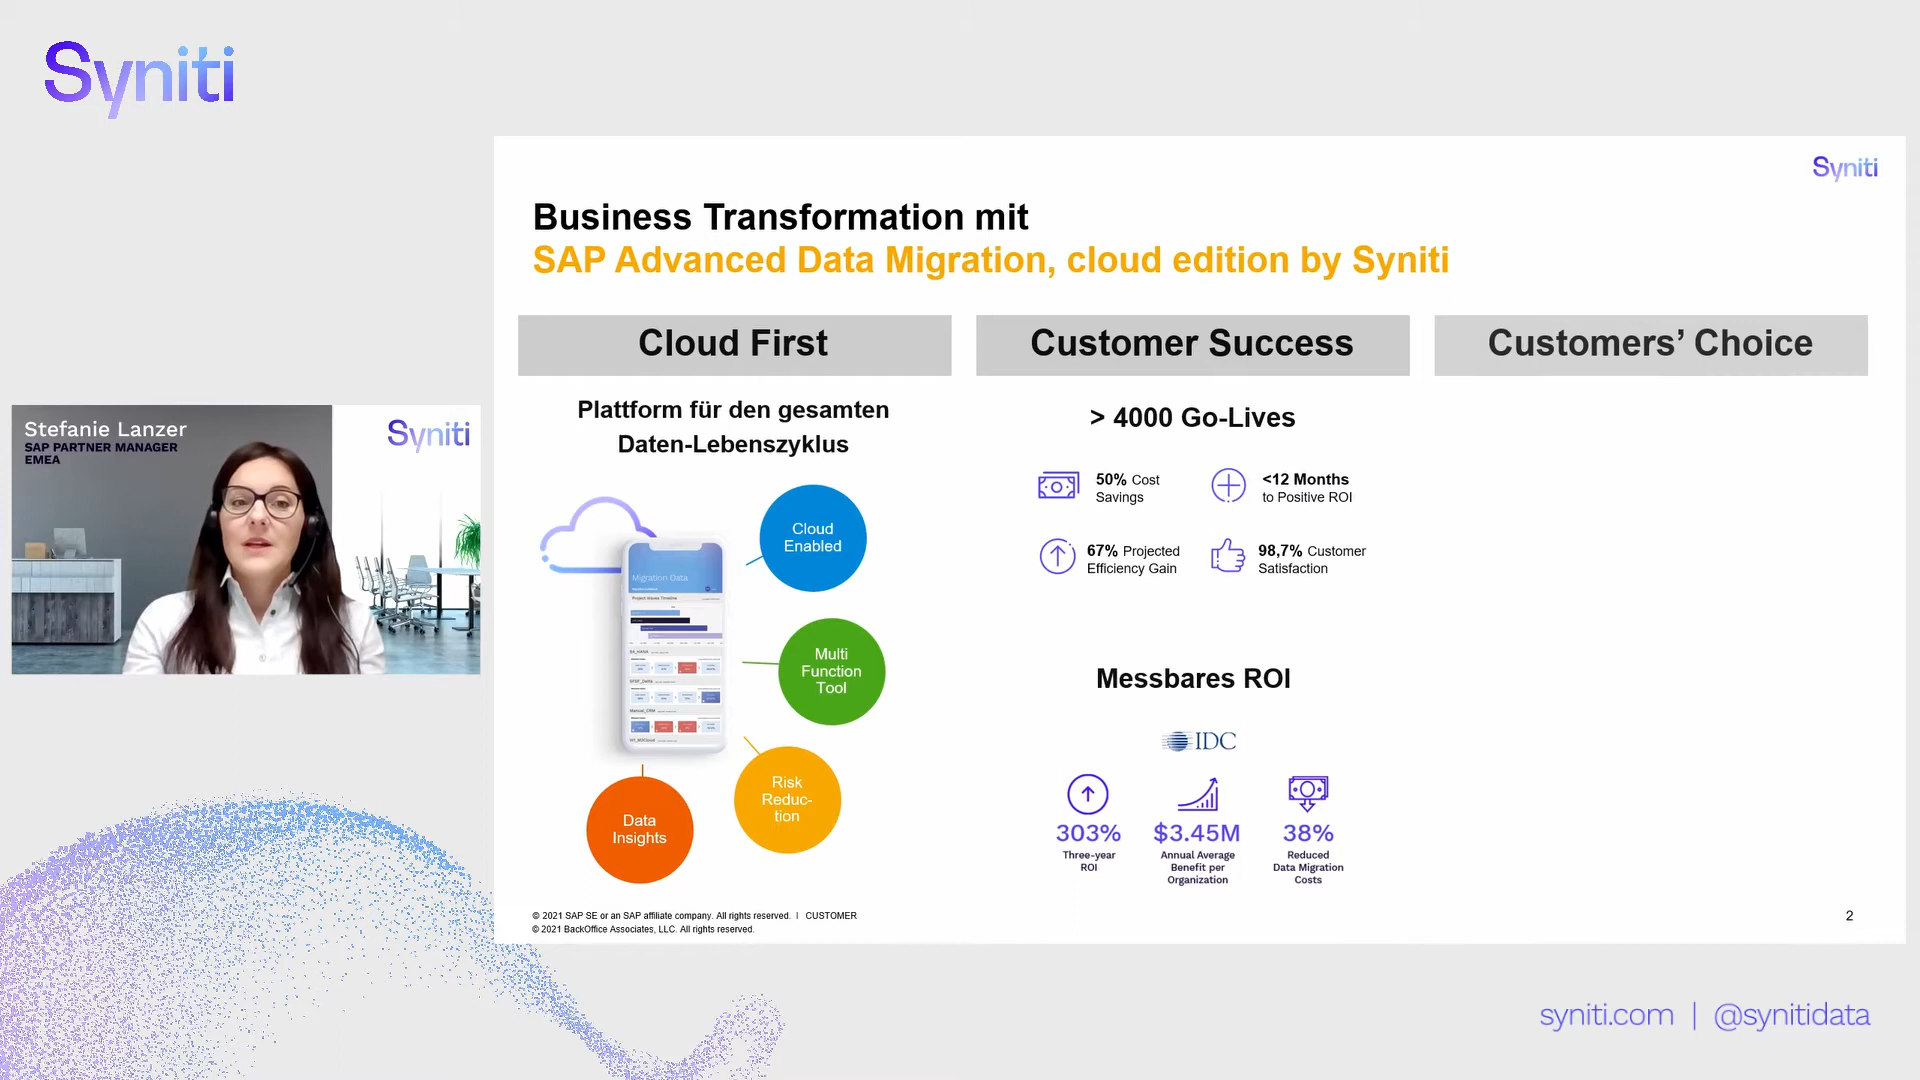 Syniti
Stefanie Lanzer
SAP PARTNER MANAGER
EMEA
Syniti
Syniti
Business Transformation mit
SAP Advanced Data Migration, cloud edition by Syniti
Cloud First
Plattform für den gesamten
Daten-Lebenszyklus
Migration Data
Cloud
Enabled
Multi
Function
Tool
Risk
Reduc-
tion
Data
Insights
Customer Success
> 4000 Go-Lives
50% Cost
Savings
<12 Months
to Positive ROI
67% Projected
Efficiency Gain
98,7% Customer
Satisfaction
Messbares ROI
IDC
303%
Three-year
ROI
$3.45M
Annual Average
Benefit per
Organization
38%
Reduced
Data Migration
Costs
Customers’ Choice
© 2021 SAP SE or an SAP affiliate company. All rights reserved. I CUSTOMER
© 2021 BackOffice Associates, LLC. All rights reserved.
2
syniti.com | @synitidata